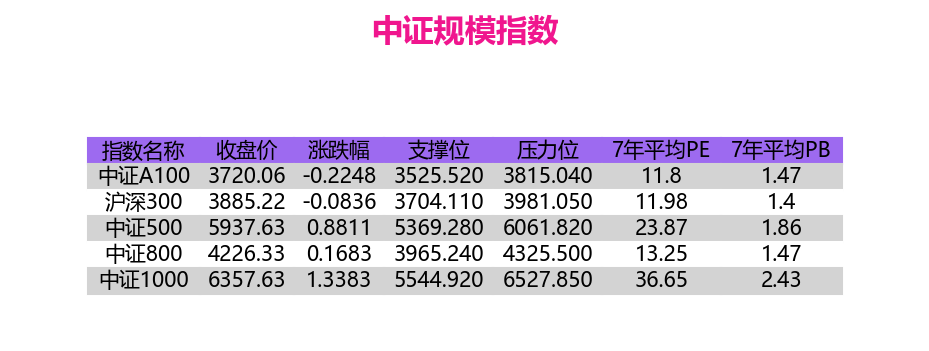 中证规模指数
指数名称 收盘价 涨跌幅 支撑位 压力位 7年平均PE 7年平均PB
中证A100 3720.06 -0.2248 3525.520 3815.040 11.8 1.47
沪深300 3885.22 -0.0836 3704.110 3981.050 11.98 1.4
中证500 5937.63 0.8811 5369.280 6061.820 23.87 1.86
中证800 4226.33 0.1683 3965.240 4325.500 13.25 1.47
中证1000 6357.63 1.3383 5544.920 6527.850 36.65 2.43